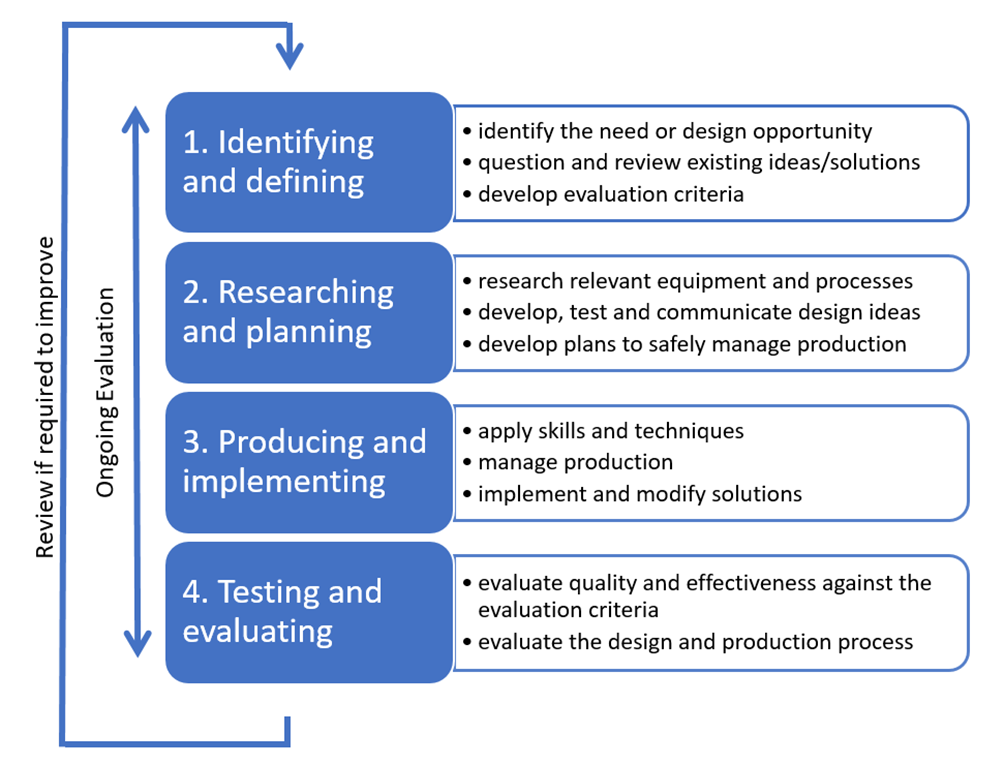 Review if required to improve
Ongoing Evaluation
1. Identifying
and defining
• identify the need or design opportunity
• question and review existing ideas/solutions
• develop evaluation criteria
2. Researching
and planning
• research relevant equipment and processes
• develop, test and communicate design ideas
• develop plans to safely manage production
3. Producing and
implementing
• apply skills and techniques
• manage production
• implement and modify solutions
4. Testing and
evaluating
• evaluate quality and effectiveness against the
evaluation criteria
• evaluate the design and production process